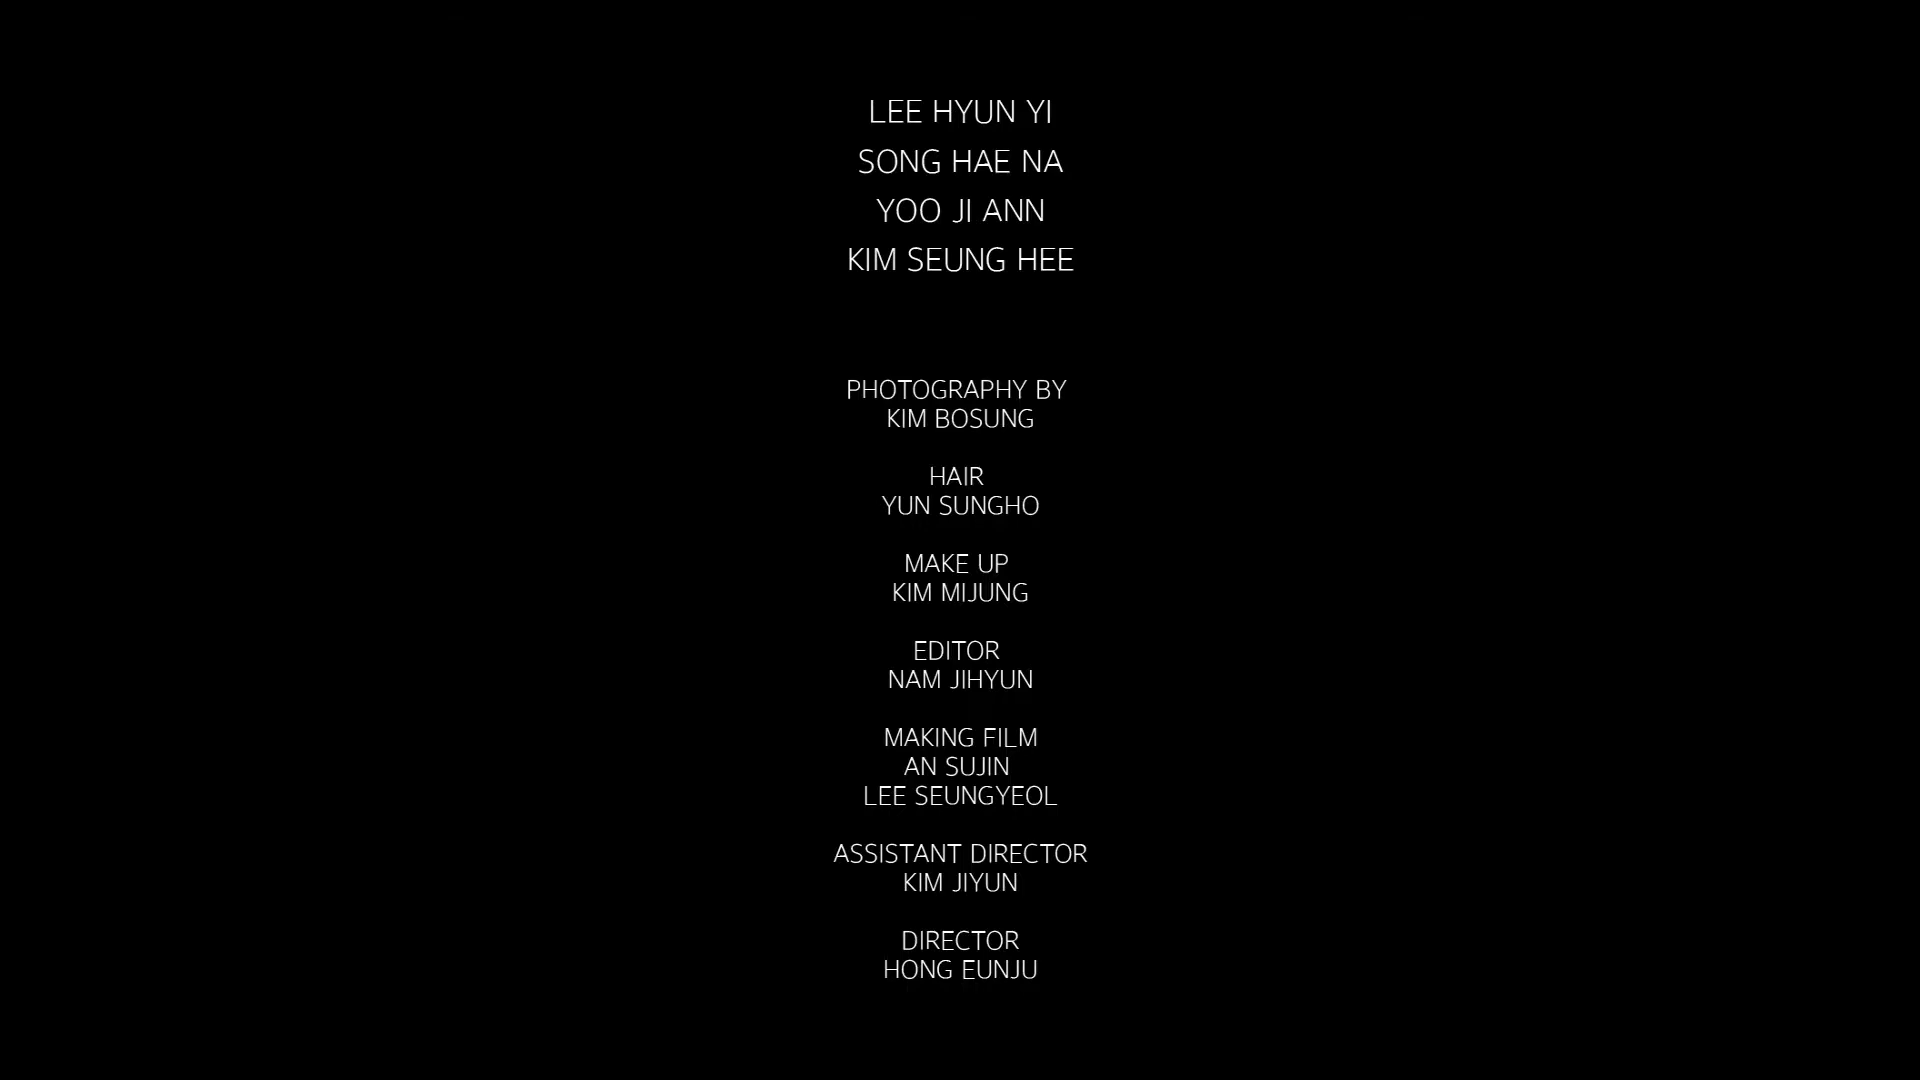 LEE HYUN YI
SONG HAE NA
YOO JI ANN
KIM SEUNG HEE
PHOTOGRAPHY BY
KIM BOSUNG
HAIR
YUN SUNGHO
MAKE UP
KIM MIJUNG
EDITOR
NAM JIHYUN
MAKING FILM
AN SUJIN
LEE SEUNGYEOL
ASSISTANT DIRECTOR
KIM JIYUN
DIRECTOR
HONG EUNJU